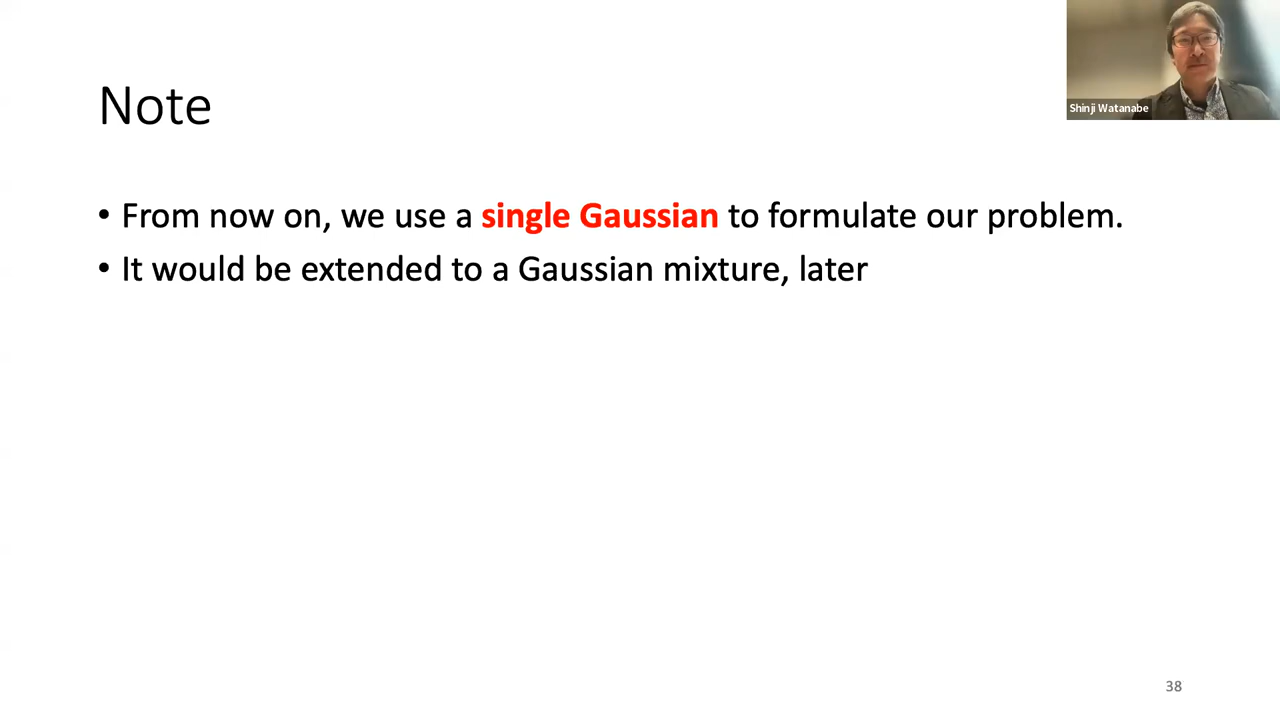 Shinji Watanabe
Note
• From now on, we use a single Gaussian to formulate our problem.
• It would be extended to a Gaussian mixture, later
38